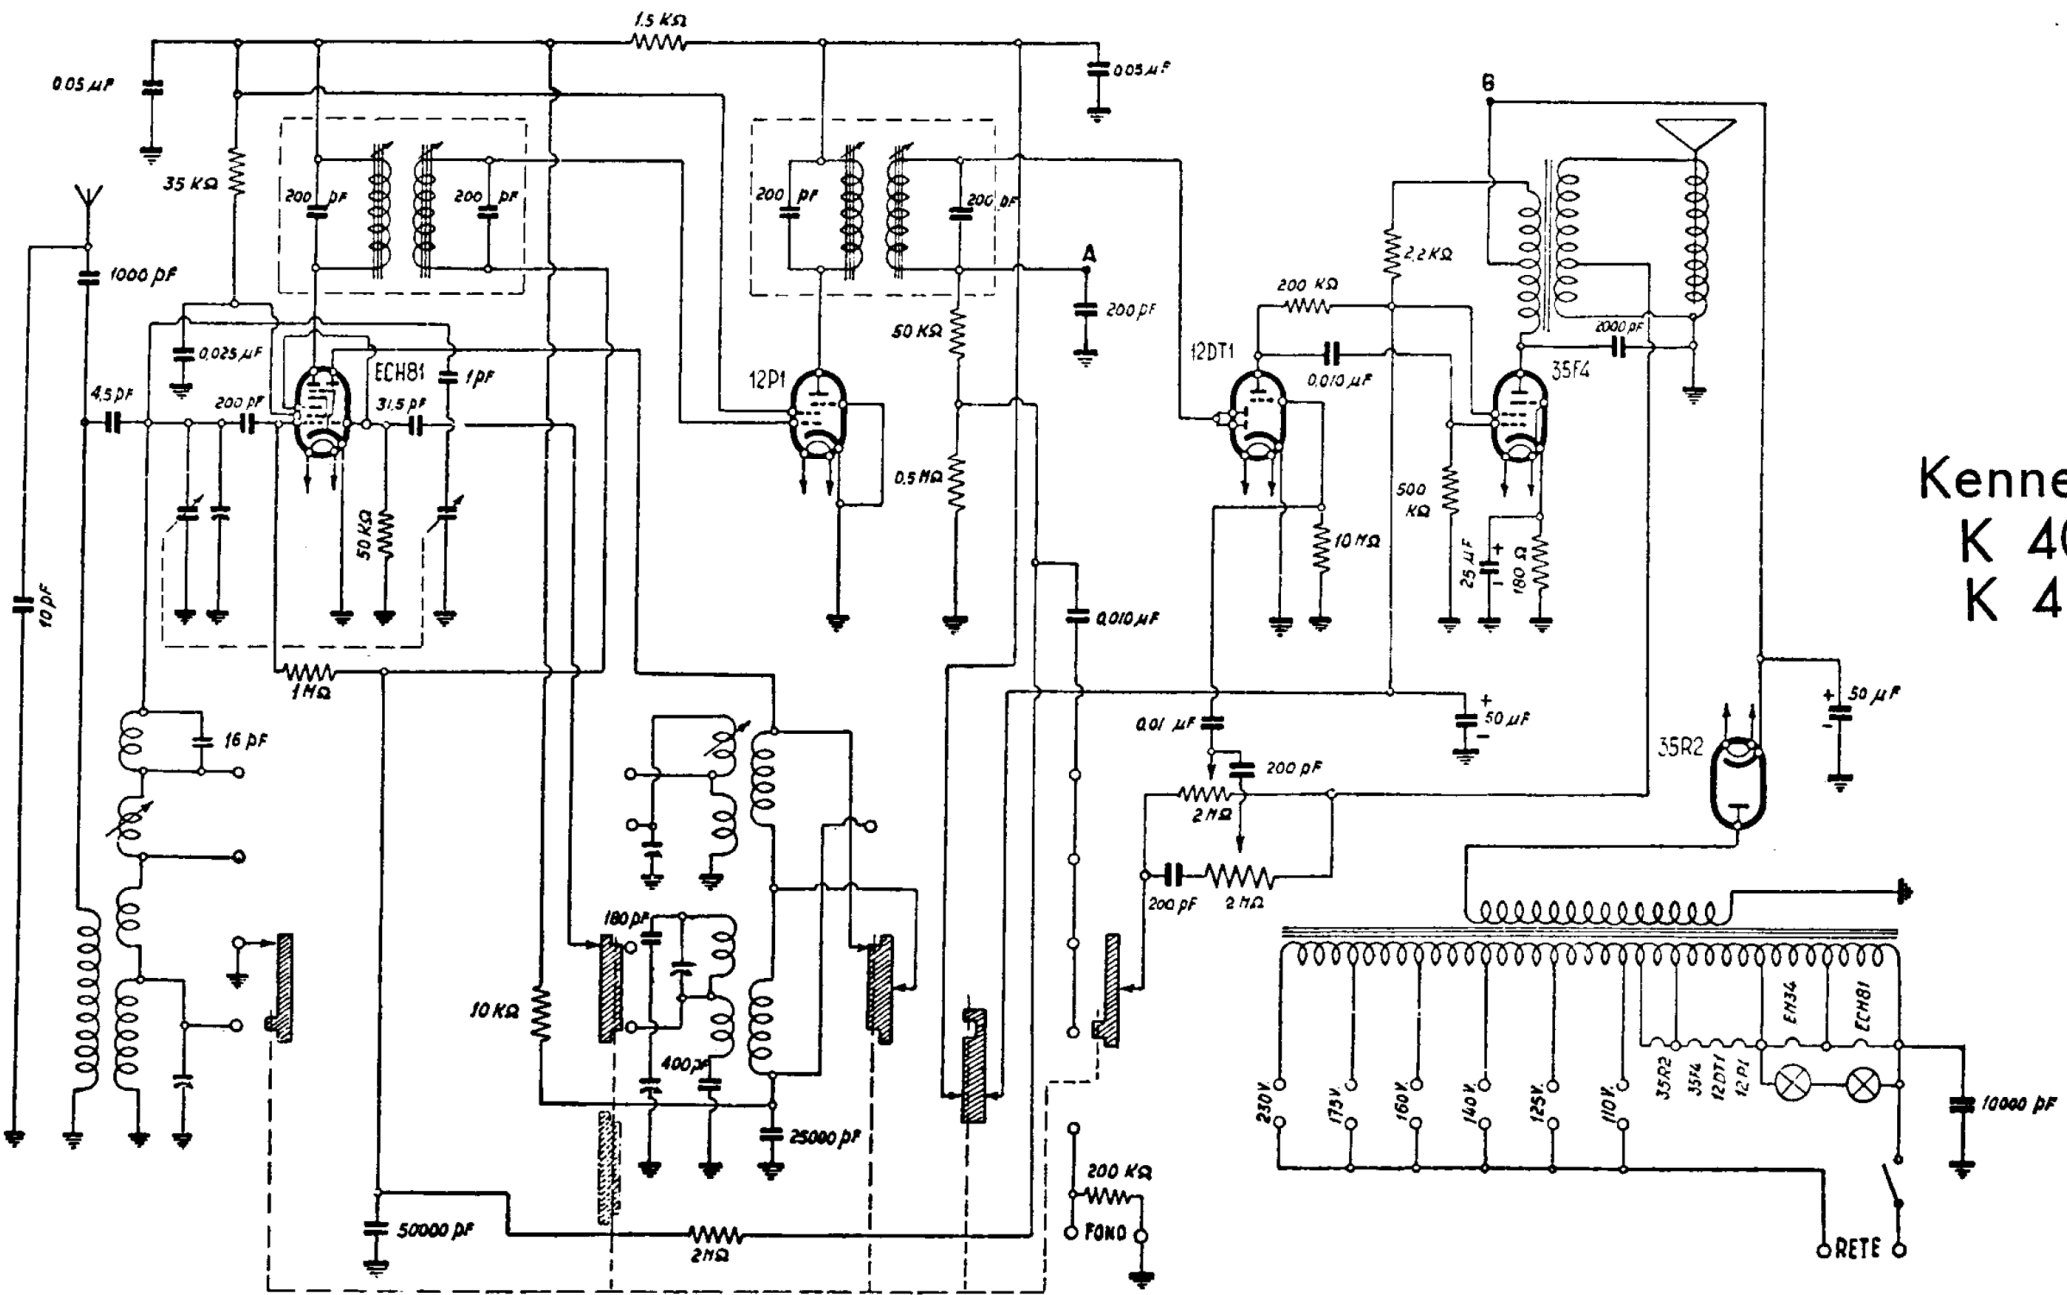 1.5 KΩ
0.05 µF
0.05 µF
B
35 KΩ
200 pF
200 pF
200 pF
200 pF
2,2 KΩ
A
1000 pF
200 KΩ
200 pF
50 KΩ
2000 pF
0,025 µF
ECH81
1 pF
12P1
12DT1
0,010 µF
35F4
4,5 pF
200 pF
31,5 pF
Kenne
K 4
K 4
0.5 MΩ
500 KΩ
50 KΩ
10 MΩ
25 µF
+
-
180 Ω
10 pF
0,010 µF
1 MΩ
0.01 µF
+
50 µF
-
+
50 µF
-
16 pF
35R2
200 pF
2 MΩ
200 pF
2 MΩ
180 pF
10 KΩ
400 pF
EM34
ECH81
35R2
35F4
12DT1
12P1
230V.
175V.
160V.
140V.
125V.
110V.
10000 pF
25000 pF
200 KΩ
50000 pF
2 MΩ
FONO
RETE